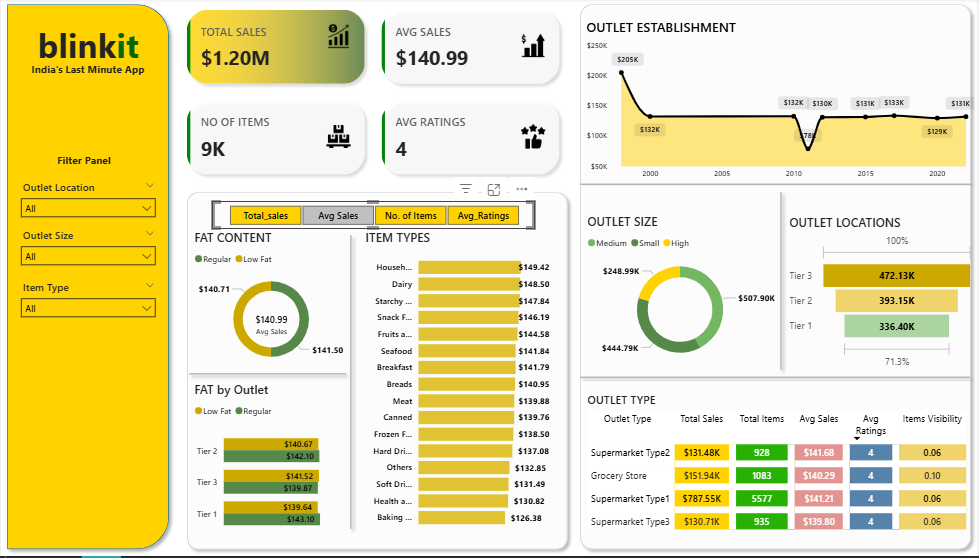 blinkit
India's Last Minute App
Filter Panel
Outlet Location
All
Outlet Size
All
Item Type
All
TOTAL SALES
$1.20M
AVG SALES
$140.99
NO OF ITEMS
9K
AVG RATINGS
4
Total_sales
Avg Sales
No. of Items
Avg_Ratings
FAT CONTENT
Regular
Low Fat
$140.71
$140.99
Avg Sales
$141.50
FAT by Outlet
Low Fat
Regular
Tier 2
$140.67
$142.10
Tier 3
$141.52
$139.87
Tier 1
$139.64
$143.10
ITEM TYPES
Househ... $149.42
Dairy $148.50
Starchy ... $147.84
Snack F... $146.19
Fruits a... $144.58
Seafood $141.84
Breakfast $141.79
Breads $140.95
Meat $139.88
Canned $139.76
Frozen F... $138.50
Hard Dri... $137.08
Others $132.85
Soft Dri... $131.49
Health a... $130.82
Baking ... $126.38
OUTLET ESTABLISHMENT
$250K
$200K
$150K
$100K
$50K
$205K
$132K
$132K
$78K
$130K
$131K
$133K
$129K
$131K
2000
2005
2010
2015
2020
OUTLET SIZE
Medium
Small
High
$248.99K
$507.90K
$444.79K
OUTLET LOCATIONS
100%
Tier 3 472.13K
Tier 2 393.15K
Tier 1 336.40K
71.3%
OUTLET TYPE
Outlet Type Total Sales Total Items Avg Sales Avg Ratings Items Visibility
Supermarket Type2 $131.48K 928 $141.68 4 0.06
Grocery Store $151.94K 1083 $140.29 4 0.10
Supermarket Type1 $787.55K 5577 $141.21 4 0.06
Supermarket Type3 $130.71K 935 $139.80 4 0.06